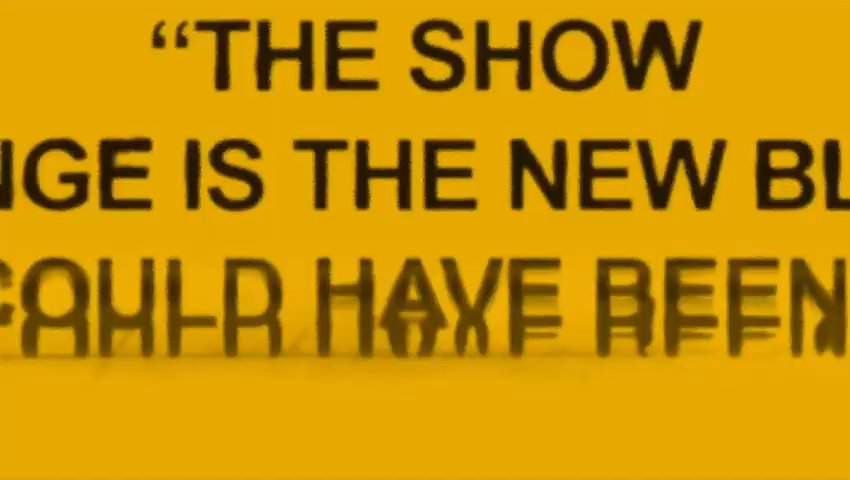 “THE SHOW
NGE IS THE NEW BL
COULD HAVE BEEN